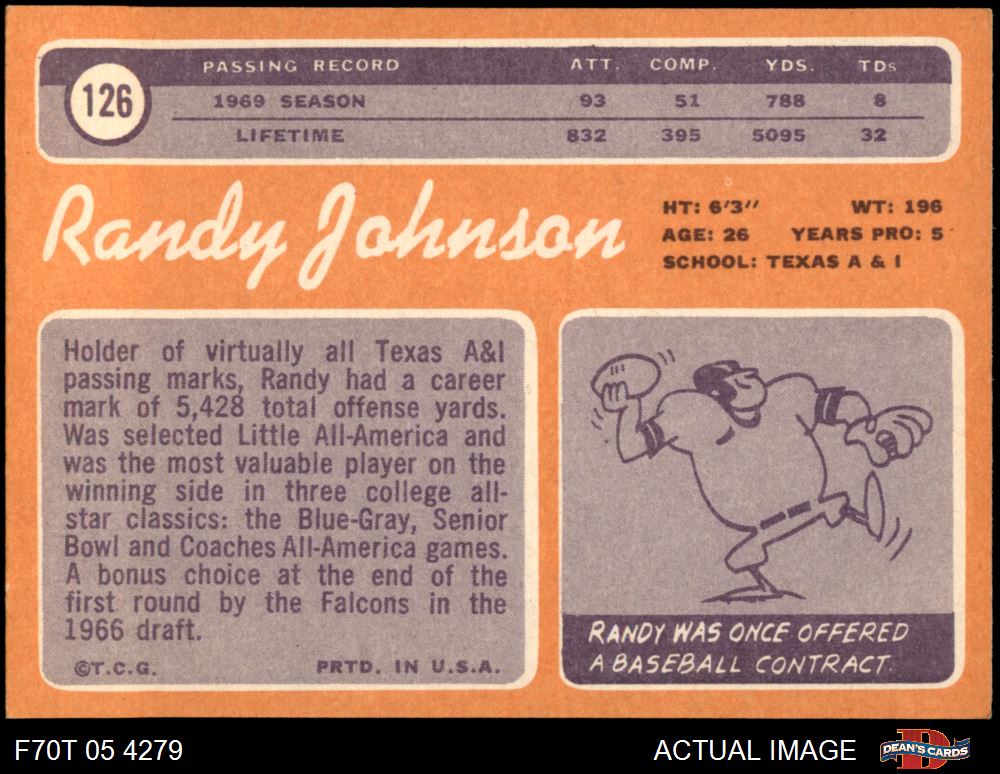 126
PASSING RECORD ATT. COMP. YDS. TDs
1969 SEASON 93 51 788 8
LIFETIME 832 395 5095 32
Randy Johnson
HT: 6'3" WT: 196
AGE: 26 YEARS PRO: 5
SCHOOL: TEXAS A & I
Holder of virtually all Texas A&I
passing marks, Randy had a career
mark of 5,428 total offense yards.
Was selected Little All-America and
was the most valuable player on the
winning side in three college all-
star classics: the Blue-Gray, Senior
Bowl and Coaches All-America games.
A bonus choice at the end of the
first round by the Falcons in the
1966 draft.
©T.C.G. PRTD. IN U.S.A.
RANDY WAS ONCE OFFERED
A BASEBALL CONTRACT.
F70T 05 4279 ACTUAL IMAGE DEAN'S CARDS